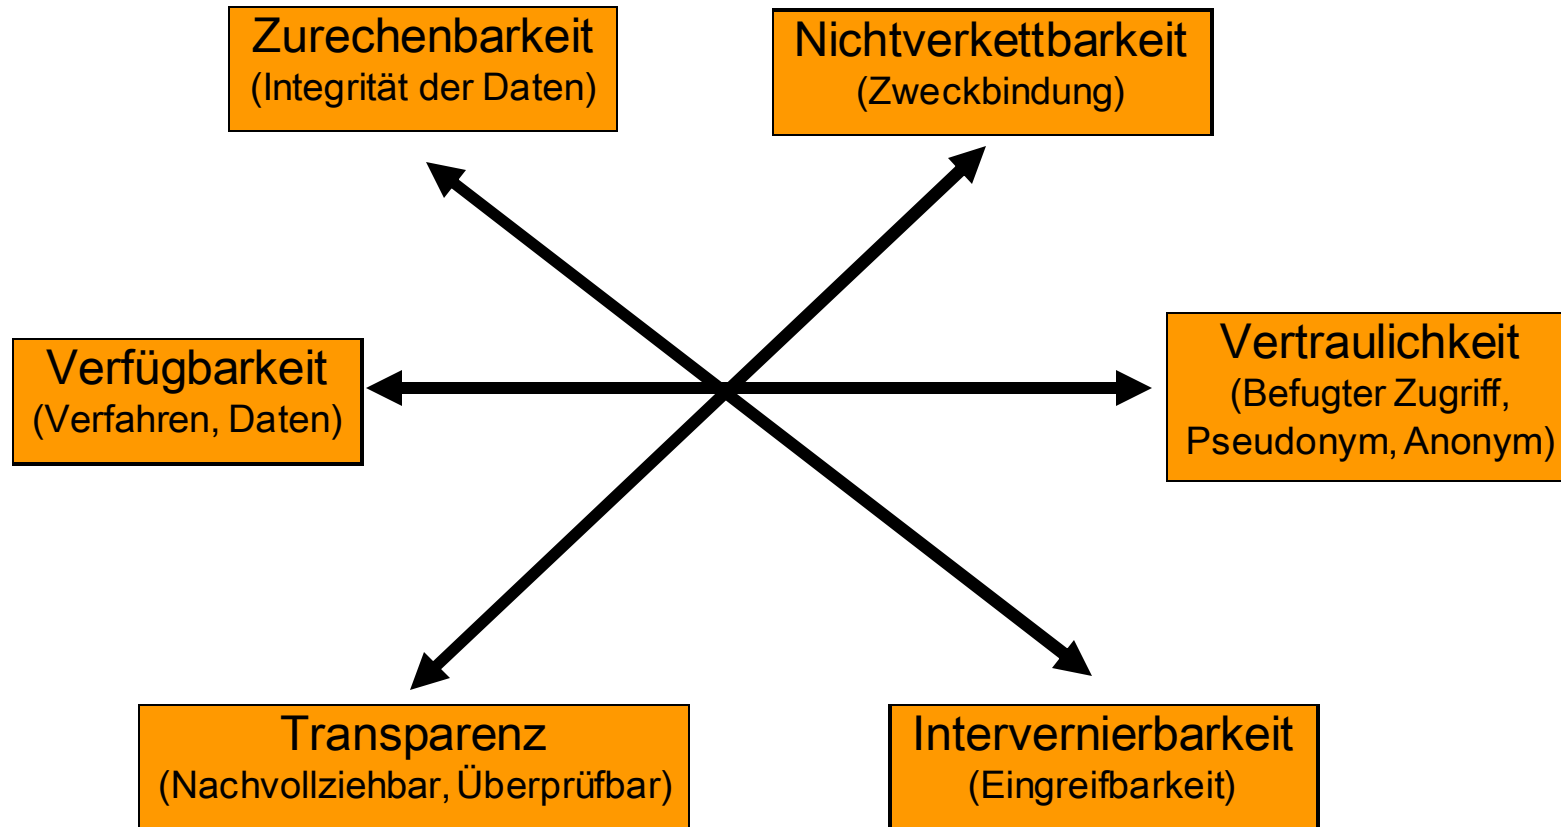 Zurechenbarkeit
(Integrität der Daten)
Nichtverkettbarkeit
(Zweckbindung)
Verfügbarkeit
(Verfahren, Daten)
Vertraulichkeit
(Befugter Zugriff,
Pseudonym, Anonym)
Transparenz
(Nachvollziehbar, Überprüfbar)
Intervernierbarkeit
(Eingreifbarkeit)